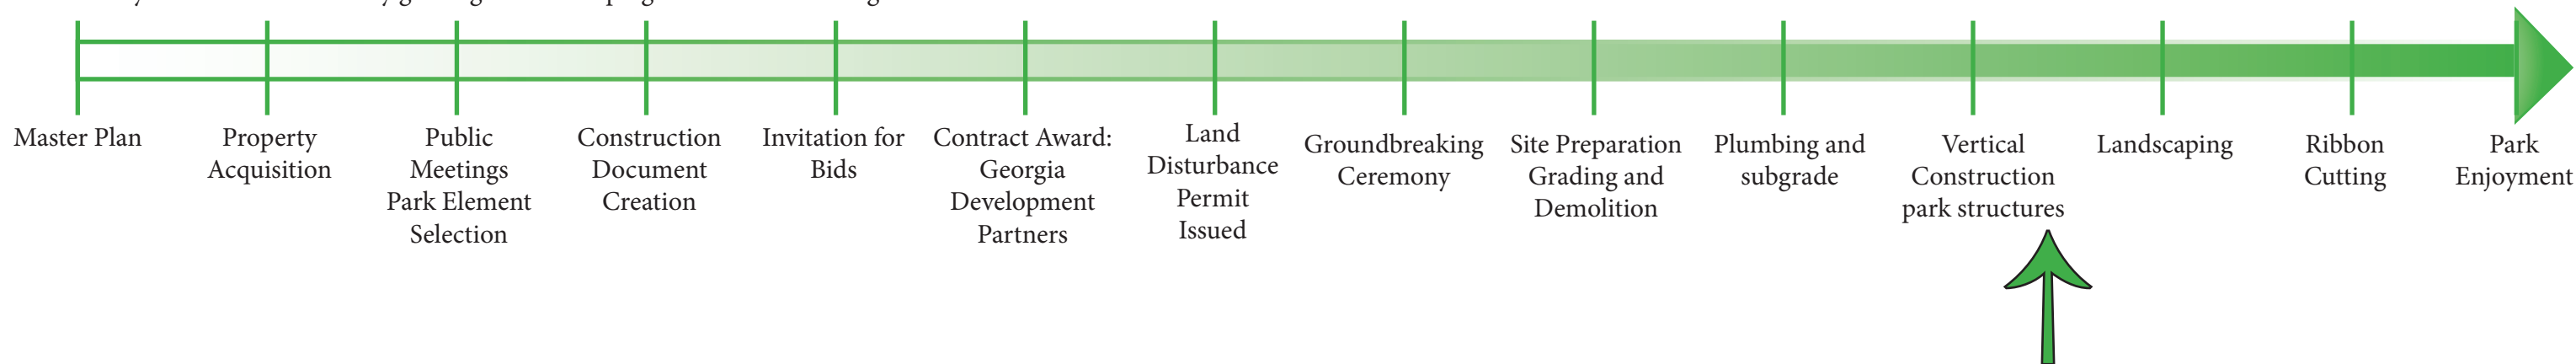 Master Plan
Property
Acquisition
Public
Meetings
Park Element
Selection
Construction
Document
Creation
Invitation for
Bids
Contract Award:
Georgia
Development
Partners
Land
Disturbance
Permit
Issued
Groundbreaking
Ceremony
Site Preparation
Grading and
Demolition
Plumbing and
subgrade
Vertical
Construction
park structures
Landscaping
Ribbon
Cutting
Park
Enjoyment